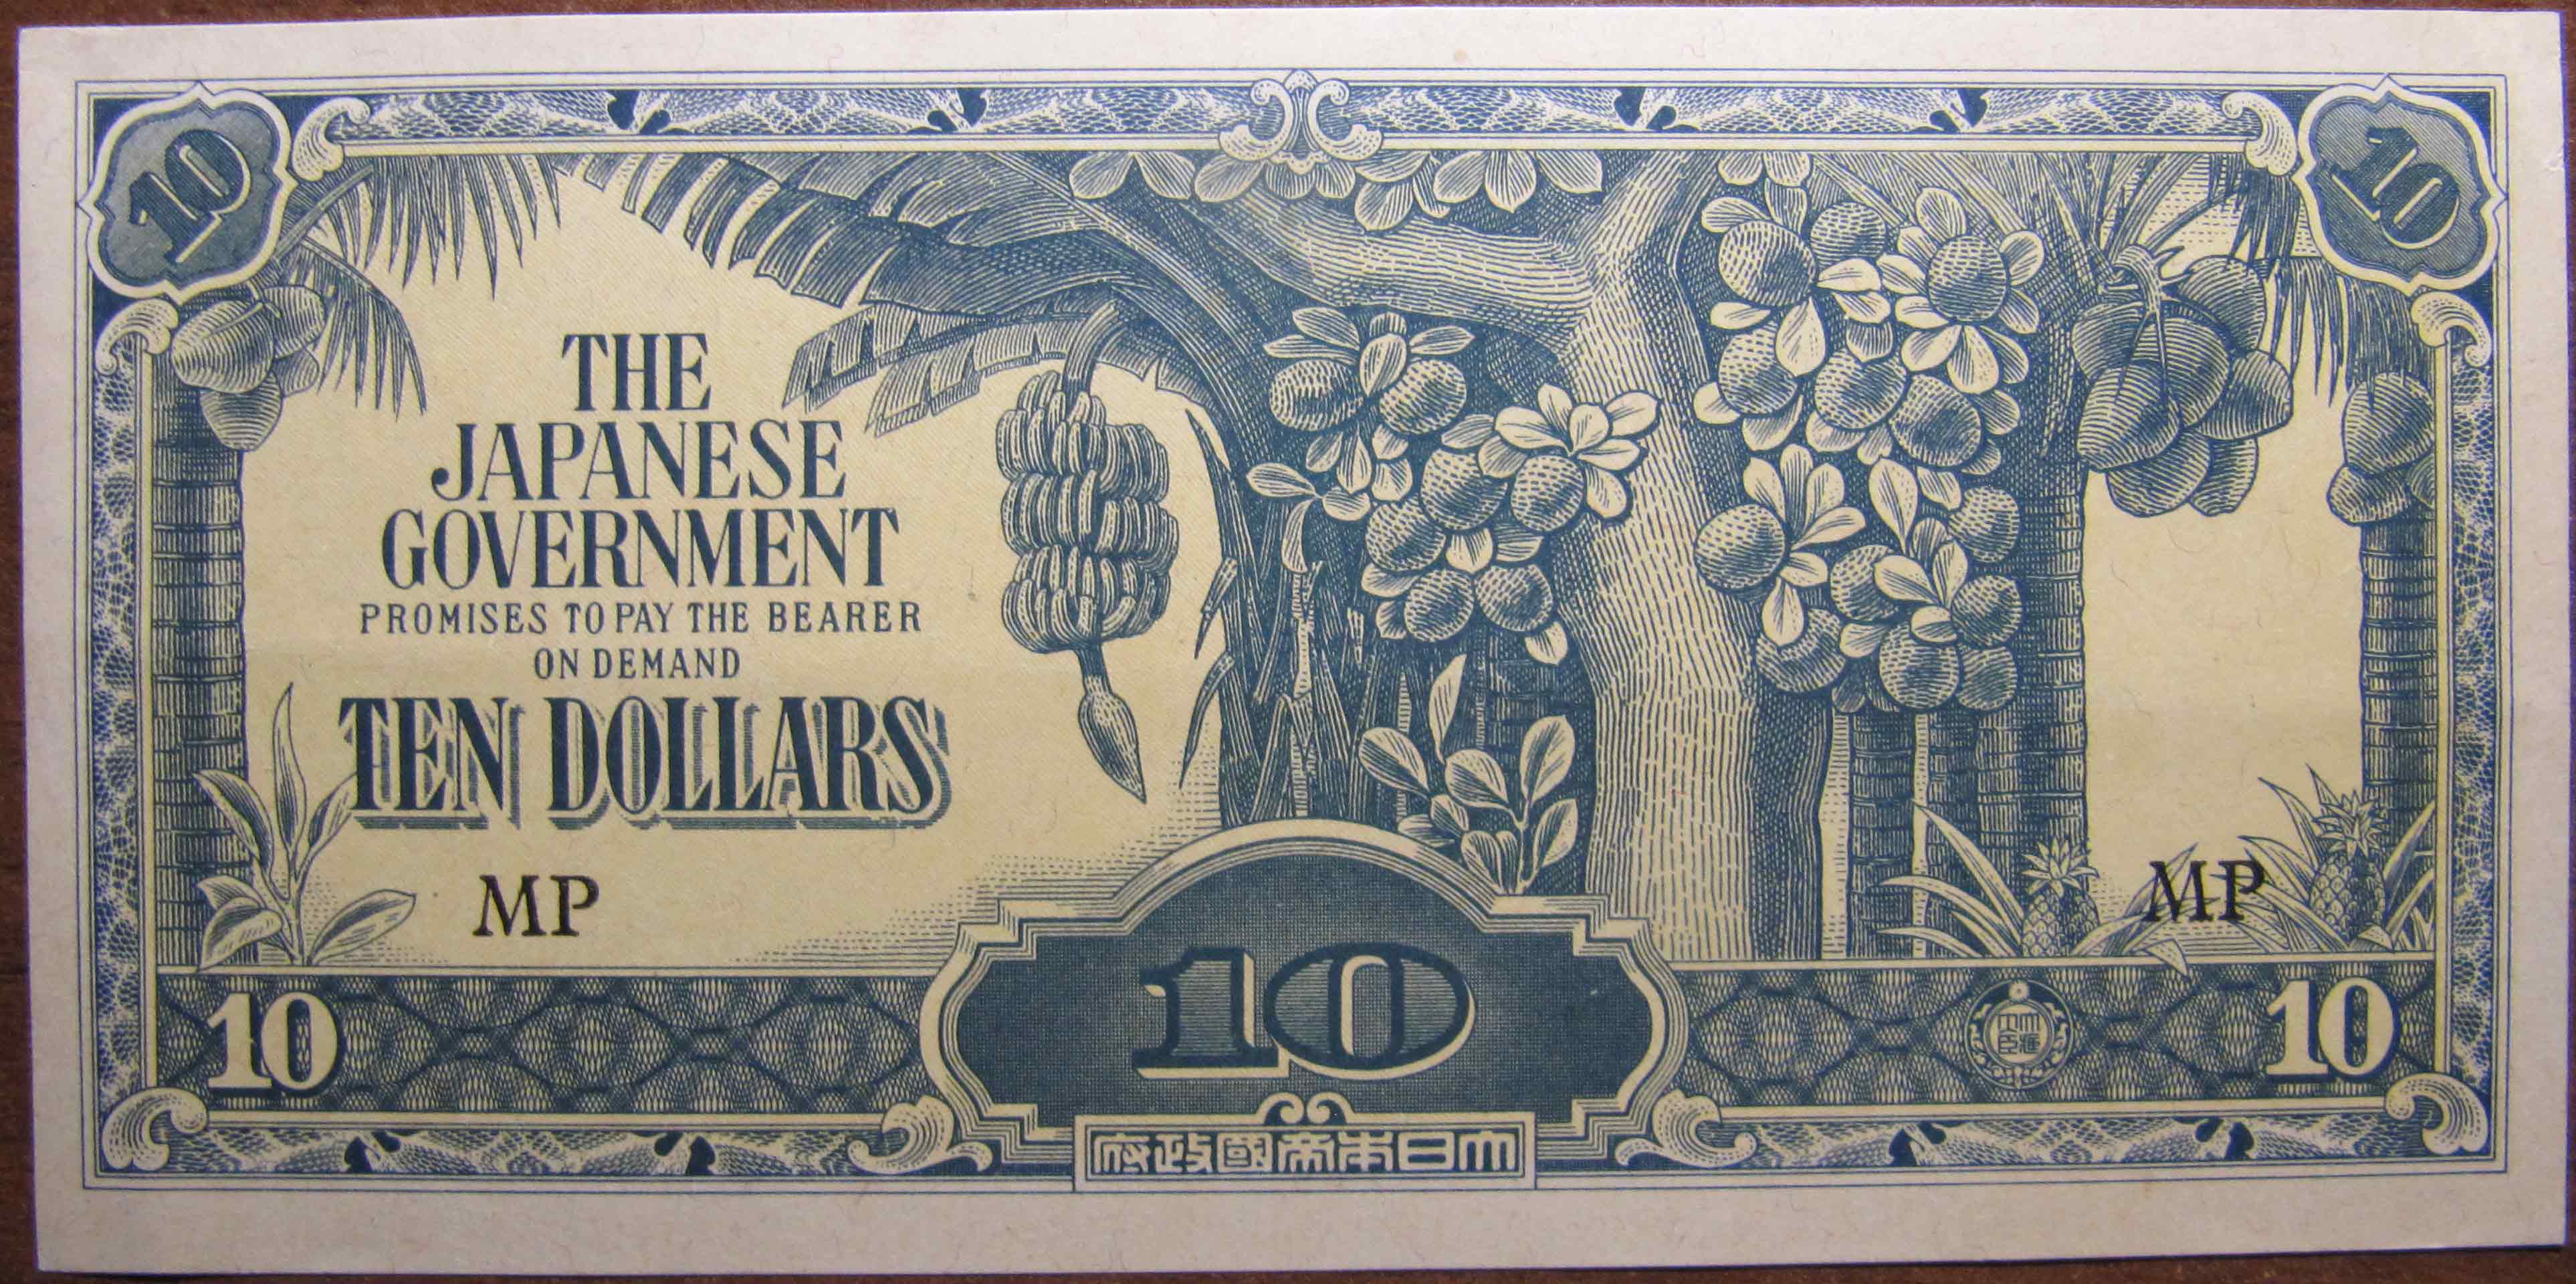 10
10
THE
JAPANESE
GOVERNMENT
PROMISES TO PAY THE BEARER
ON DEMAND
TEN DOLLARS
MP
MP
10
10
10
府政國帝本日大